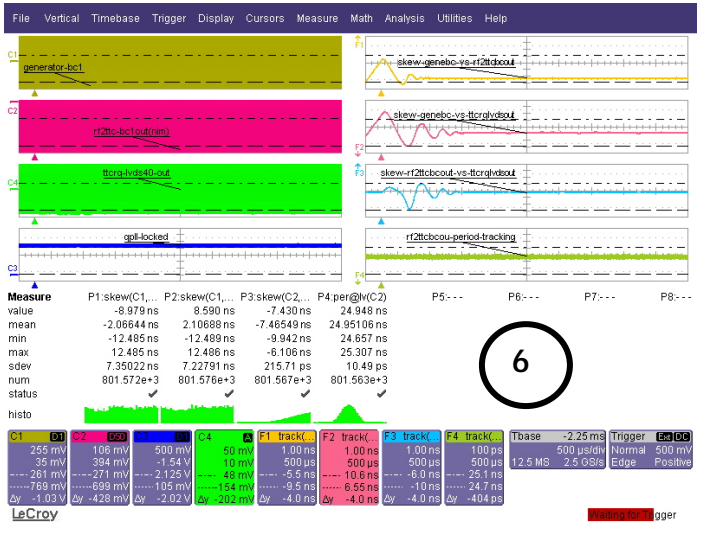 File Vertical Timebase Trigger Display Cursors Measure Math Analysis Utilities Help
C1
generator-bc1
F1
skew-genebc-vs-rf2ttcbcout
C2
rf2ttc-bc1out(nim)
F2
skew-genebc-vs-ttcrqlvdsout
C4
ttcrq-lvds40-out
F3
skew-rf2ttcbcout-vs-ttcrqlvdsout
C3
qpll-locked
F4
rf2ttcbcou-period-tracking
Measure P1:skew(C1,... P2:skew(C1,... P3:skew(C2,... P4:per@lv(C2) P5:--- P6:--- P7:--- P8:---
value -8.979 ns 8.590 ns -7.430 ns 24.948 ns
mean -2.06644 ns 2.10688 ns -7.46549 ns 24.95106 ns
min -12.485 ns -12.489 ns -9.942 ns 24.657 ns
max 12.485 ns 12.486 ns -6.106 ns 25.307 ns
sdev 7.35022 ns 7.22791 ns 215.71 ps 10.49 ps
num 801.572e+3 801.576e+3 801.567e+3 801.563e+3
status
histo
6
C1 D1 C2 D50 C4 A F1 track(... F2 track(... F3 track(... F4 track(... Tbase -2.25 ms Trigger Ext DC
255 mV 106 mV 500 mV 50 mV 1.00 ns 1.00 ns 1.00 ns 100 ps 500 µs/div Normal 500 mV
35 mV 394 mV -1.54 V 10 mV 500 µs 500 µs 500 µs 500 µs 12.5 MS 2.5 GS/s Edge Positive
-261 mV -271 mV 2.125 V 48 mV -5.5 ns 10.6 ns -6.0 ns 25.1 ns
-769 mV -699 mV 105 mV -154 mV -9.5 ns 6.55 ns -10 ns 24.7 ns
Δy -1.03 V Δy -428 mV Δy -2.02 V Δy -202 mV Δy -4.0 ns Δy -4.0 ns Δy -4.0 ns Δy -404 ps
LeCroy
Waiting for Trigger